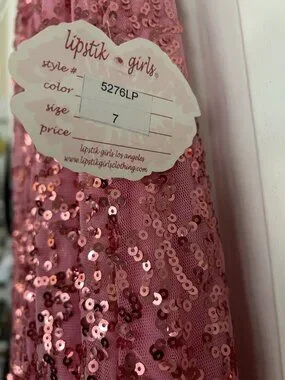 lipstik girls
style #
5276LP
color
size
7
price
lipstik girls los angeles
www.lipstikgirlsclothing.com